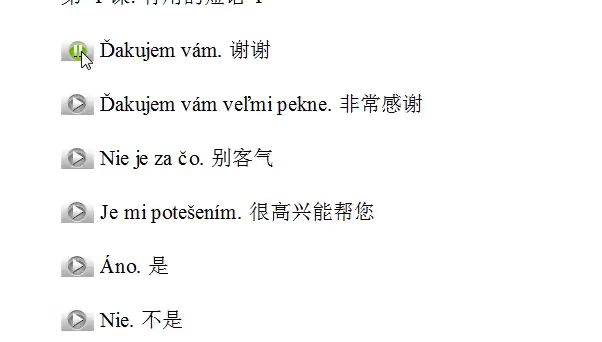 Ďakujem vám. 谢谢
Ďakujem vám veľmi pekne. 非常感谢
Nie je za čo. 别客气
Je mi potešením. 很高兴能帮您
Áno. 是
Nie. 不是